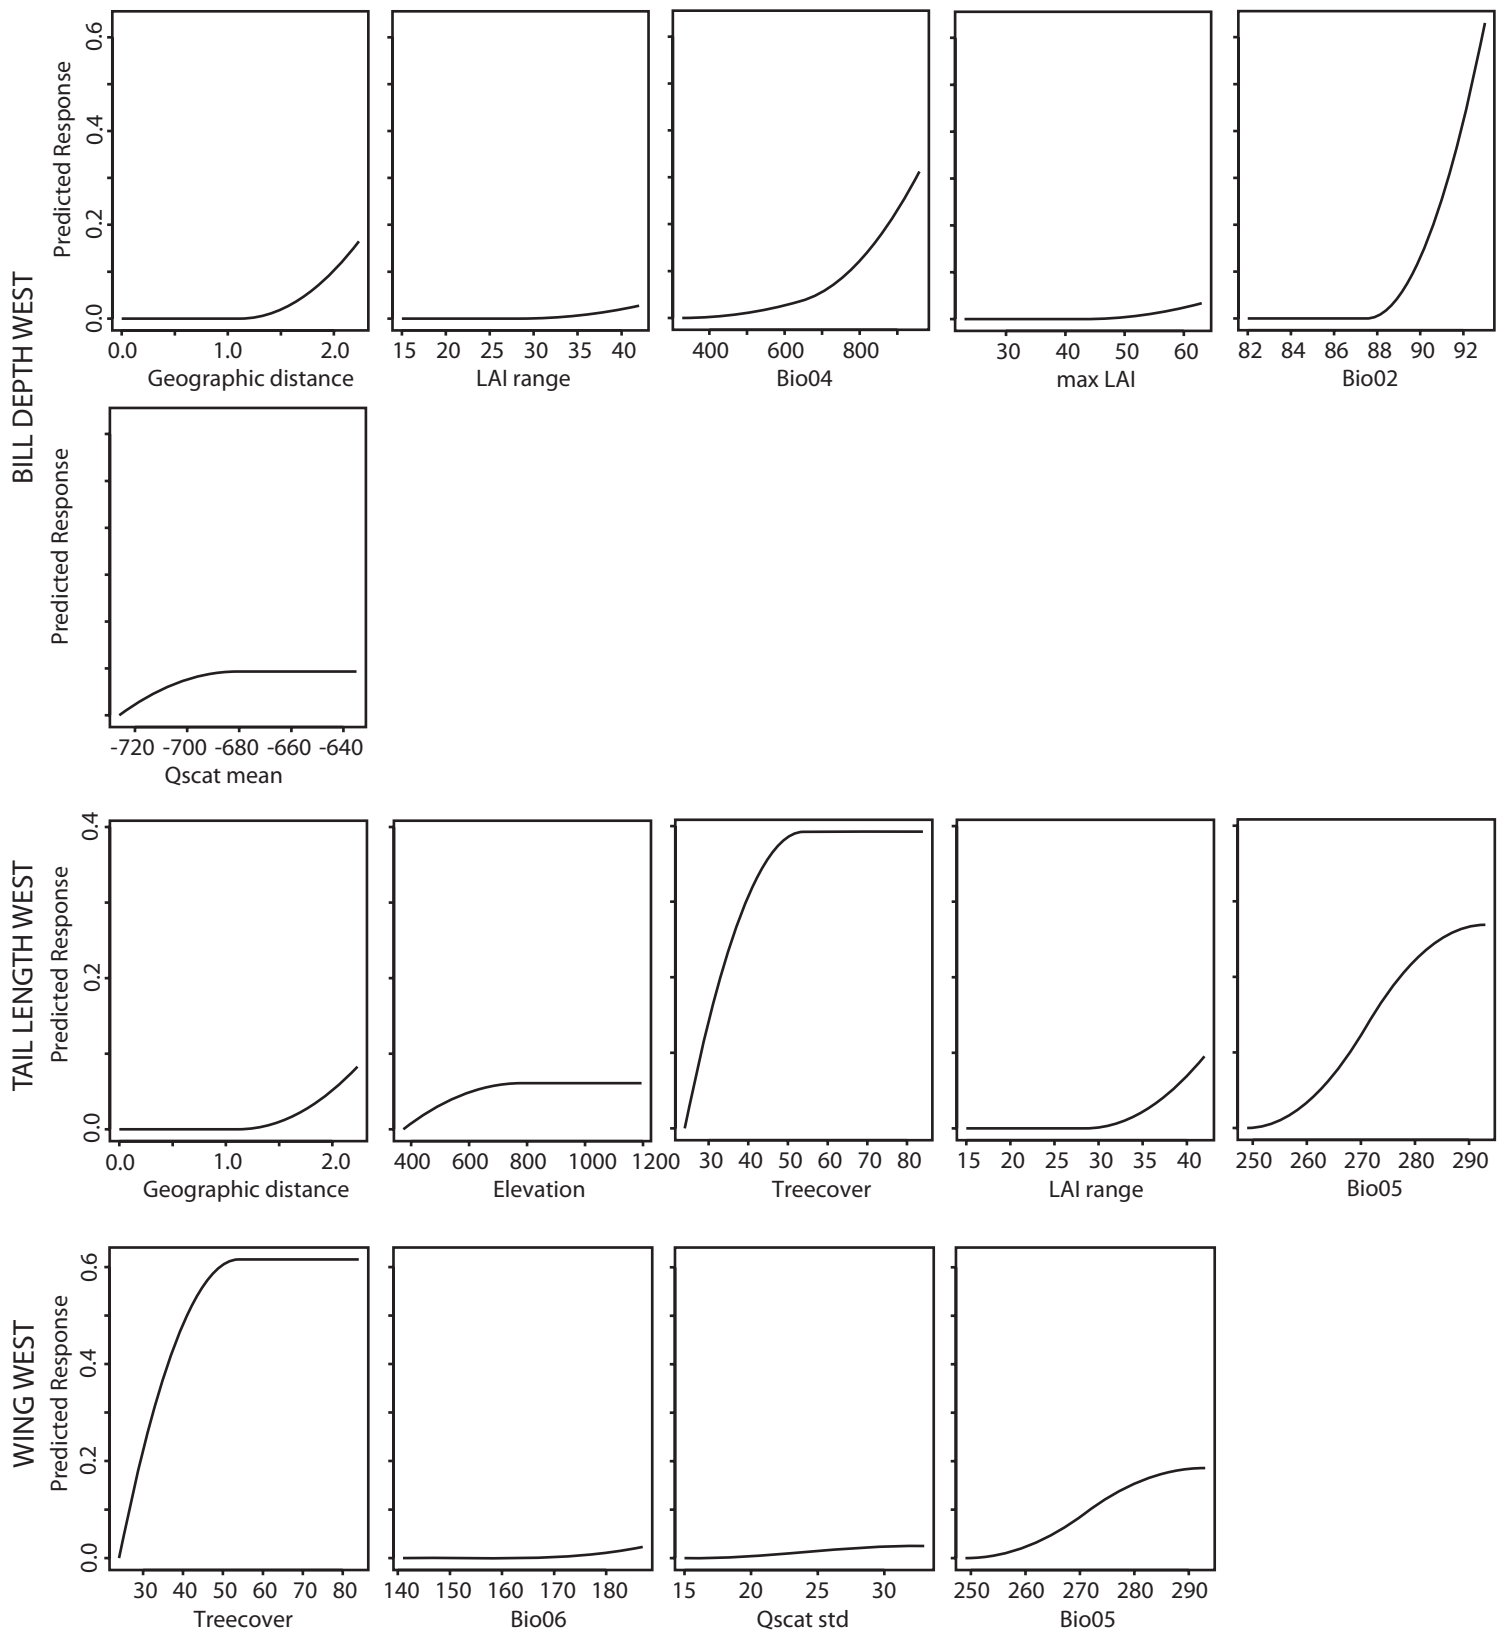 BILL DEPTH WEST
Predicted Response
0.0 0.2 0.4 0.6
0.0 1.0 2.0
Geographic distance
15 20 25 30 35 40
LAI range
400 600 800
Bio04
30 40 50 60
max LAI
82 84 86 88 90 92
Bio02
Predicted Response
-720 -700 -680 -660 -640
Qscat mean
TAIL LENGTH WEST
Predicted Response
0.0 0.2 0.4
0.0 1.0 2.0
Geographic distance
400 600 800 1000 1200
Elevation
30 40 50 60 70 80
Treecover
15 20 25 30 35 40
LAI range
250 260 270 280 290
Bio05
WING WEST
Predicted Response
0.0 0.2 0.4 0.6
30 40 50 60 70 80
Treecover
140 150 160 170 180
Bio06
15 20 25 30
Qscat std
250 260 270 280 290
Bio05